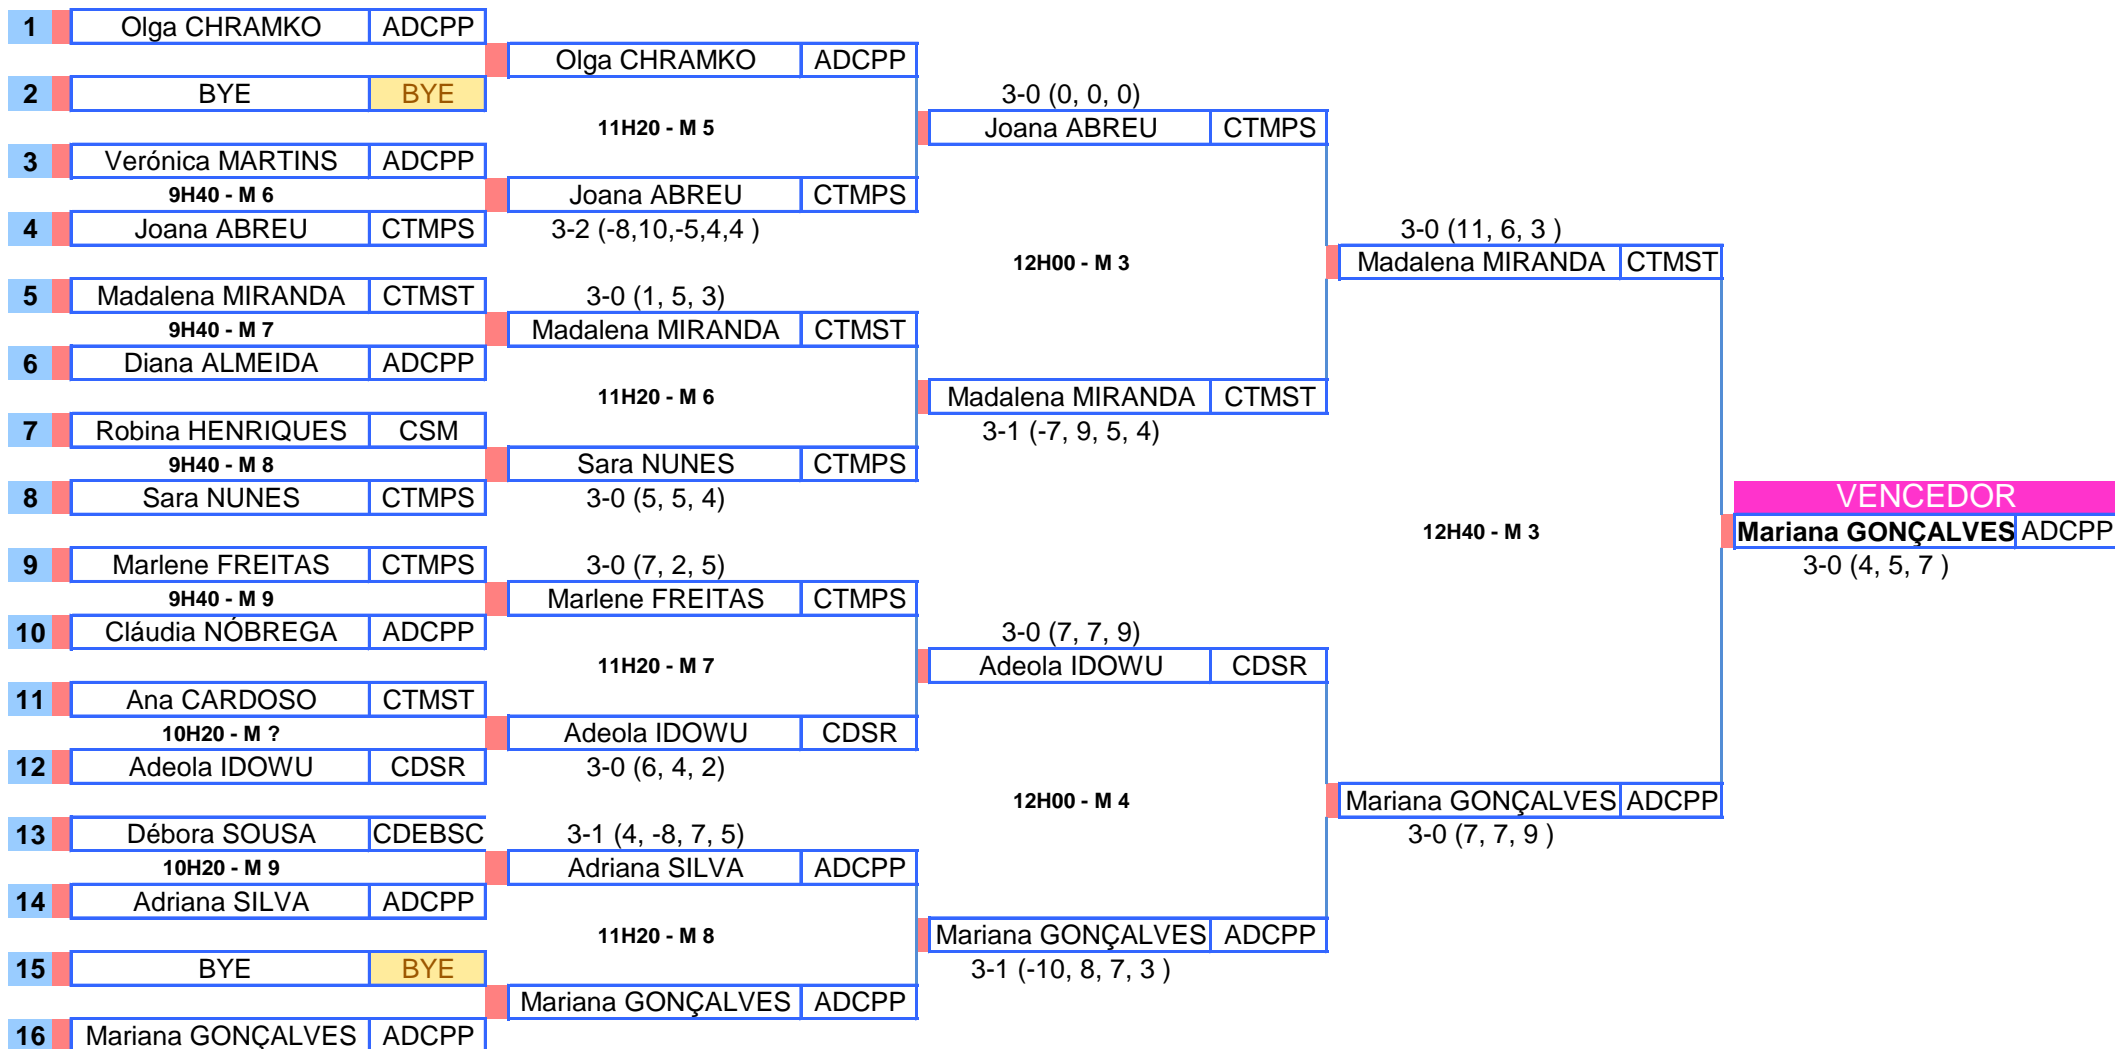 1 Olga CHRAMKO ADCPP
Olga CHRAMKO ADCPP
2 BYE BYE 3-0 (0, 0, 0)
11H20 - M 5 Joana ABREU CTMPS
3 Verónica MARTINS ADCPP
9H40 - M 6 Joana ABREU CTMPS
4 Joana ABREU CTMPS 3-2 (-8,10,-5,4,4 ) 3-0 (11, 6, 3 )
12H00 - M 3 Madalena MIRANDA CTMST
5 Madalena MIRANDA CTMST 3-0 (1, 5, 3)
9H40 - M 7 Madalena MIRANDA CTMST
6 Diana ALMEIDA ADCPP
11H20 - M 6 Madalena MIRANDA CTMST
7 Robina HENRIQUES CSM 3-1 (-7, 9, 5, 4)
9H40 - M 8 Sara NUNES CTMPS
8 Sara NUNES CTMPS 3-0 (5, 5, 4) VENCEDOR
12H40 - M 3 Mariana GONÇALVES ADCPP
9 Marlene FREITAS CTMPS 3-0 (7, 2, 5) 3-0 (4, 5, 7 )
9H40 - M 9 Marlene FREITAS CTMPS
10 Cláudia NÓBREGA ADCPP 3-0 (7, 7, 9)
11H20 - M 7 Adeola IDOWU CDSR
11 Ana CARDOSO CTMST
10H20 - M ? Adeola IDOWU CDSR
12 Adeola IDOWU CDSR 3-0 (6, 4, 2)
12H00 - M 4 Mariana GONÇALVES ADCPP
13 Débora SOUSA CDEBSC 3-1 (4, -8, 7, 5) 3-0 (7, 7, 9 )
10H20 - M 9 Adriana SILVA ADCPP
14 Adriana SILVA ADCPP
11H20 - M 8 Mariana GONÇALVES ADCPP
15 BYE BYE 3-1 (-10, 8, 7, 3 )
Mariana GONÇALVES ADCPP
16 Mariana GONÇALVES ADCPP